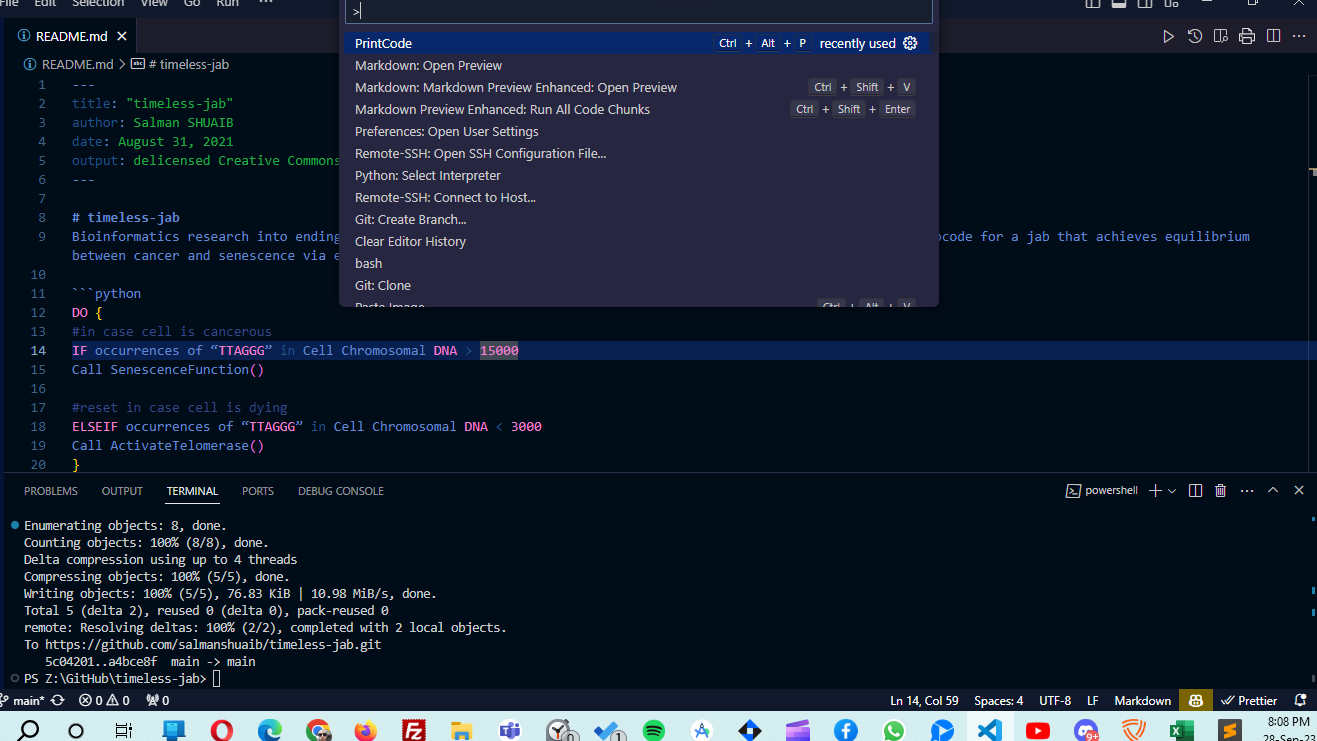 File Edit Selection View Go Run ···
>
README.md
PrintCode Ctrl + Alt + P recently used
Markdown: Open Preview
Markdown: Markdown Preview Enhanced: Open Preview Ctrl + Shift + V
Markdown Preview Enhanced: Run All Code Chunks Ctrl + Shift + Enter
Preferences: Open User Settings
Remote-SSH: Open SSH Configuration File...
Python: Select Interpreter
Remote-SSH: Connect to Host...
Git: Create Branch...
Clear Editor History
bash
Git: Clone
Paste Image Ctrl + Alt + V
README.md > # timeless-jab
1 ---
2 title: "timeless-jab"
3 author: Salman SHUAIB
4 date: August 31, 2021
5 output: delicensed Creative Commons
6 ---
7
8 # timeless-jab
9 Bioinformatics research into ending ocode for a jab that achieves equilibrium
between cancer and senescence via
10
11 ```python
12 DO {
13 #in case cell is cancerous
14 IF occurrences of “TTAGGG” in Cell Chromosomal DNA > 15000
15 Call SenescenceFunction()
16
17 #reset in case cell is dying
18 ELSEIF occurrences of “TTAGGG” in Cell Chromosomal DNA < 3000
19 Call ActivateTelomerase()
20 }
PROBLEMS OUTPUT TERMINAL PORTS DEBUG CONSOLE powershell
Enumerating objects: 8, done.
Counting objects: 100% (8/8), done.
Delta compression using up to 4 threads
Compressing objects: 100% (5/5), done.
Writing objects: 100% (5/5), 76.83 KiB | 10.98 MiB/s, done.
Total 5 (delta 2), reused 0 (delta 0), pack-reused 0
remote: Resolving deltas: 100% (2/2), completed with 2 local objects.
To https://github.com/salmanshuaib/timeless-jab.git
5c04201..a4bce8f main -> main
PS Z:\GitHub\timeless-jab>
main* 0 0 0 Ln 14, Col 59 Spaces: 4 UTF-8 LF Markdown Prettier
0 1 9+ 8:08 PM
28-Sep-23